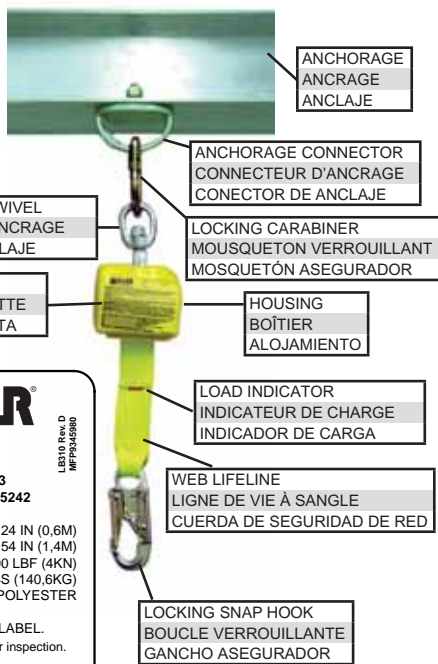 ANCHORAGE
ANCRAGE
ANCLAJE
ANCHORAGE CONNECTOR
CONNECTEUR D'ANCRAGE
CONECTOR DE ANCLAJE
WIVEL
NCRAGE
LAJE
LOCKING CARABINER
MOUSQUETON VERROUILLANT
MOSQUETÓN ASEGURADOR
TTE
TA
HOUSING
BOÎTIER
ALOJAMIENTO
LOAD INDICATOR
INDICATEUR DE CHARGE
INDICADOR DE CARGA
R®
LB310 Rev. D
MFP9345980
WEB LIFELINE
LIGNE DE VIE À SANGLE
CUERDA DE SEGURIDAD DE RED
3
5242
24 IN (0,6M)
54 IN (1,4M)
0 LBF (4KN)
S (140,6KG)
POLYESTER
LABEL.
r inspection.
LOCKING SNAP HOOK
BOUCLE VERROUILLANTE
GANCHO ASEGURADOR